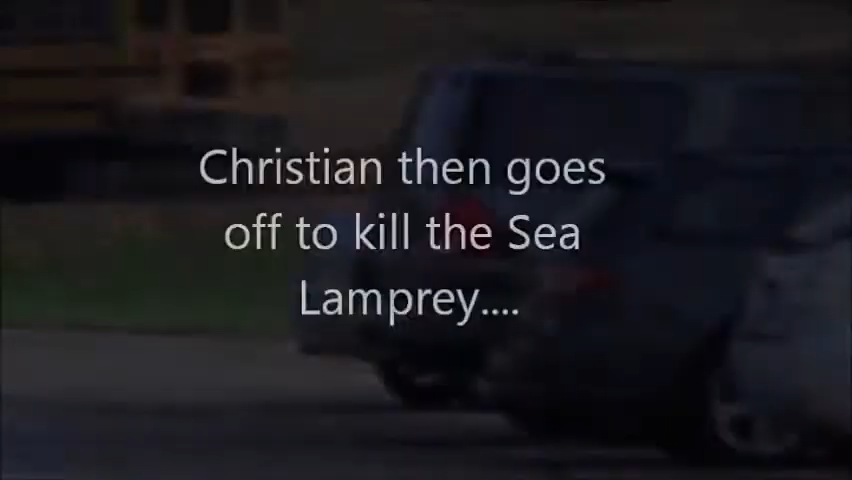 Christian then goes
off to kill the Sea
Lamprey....